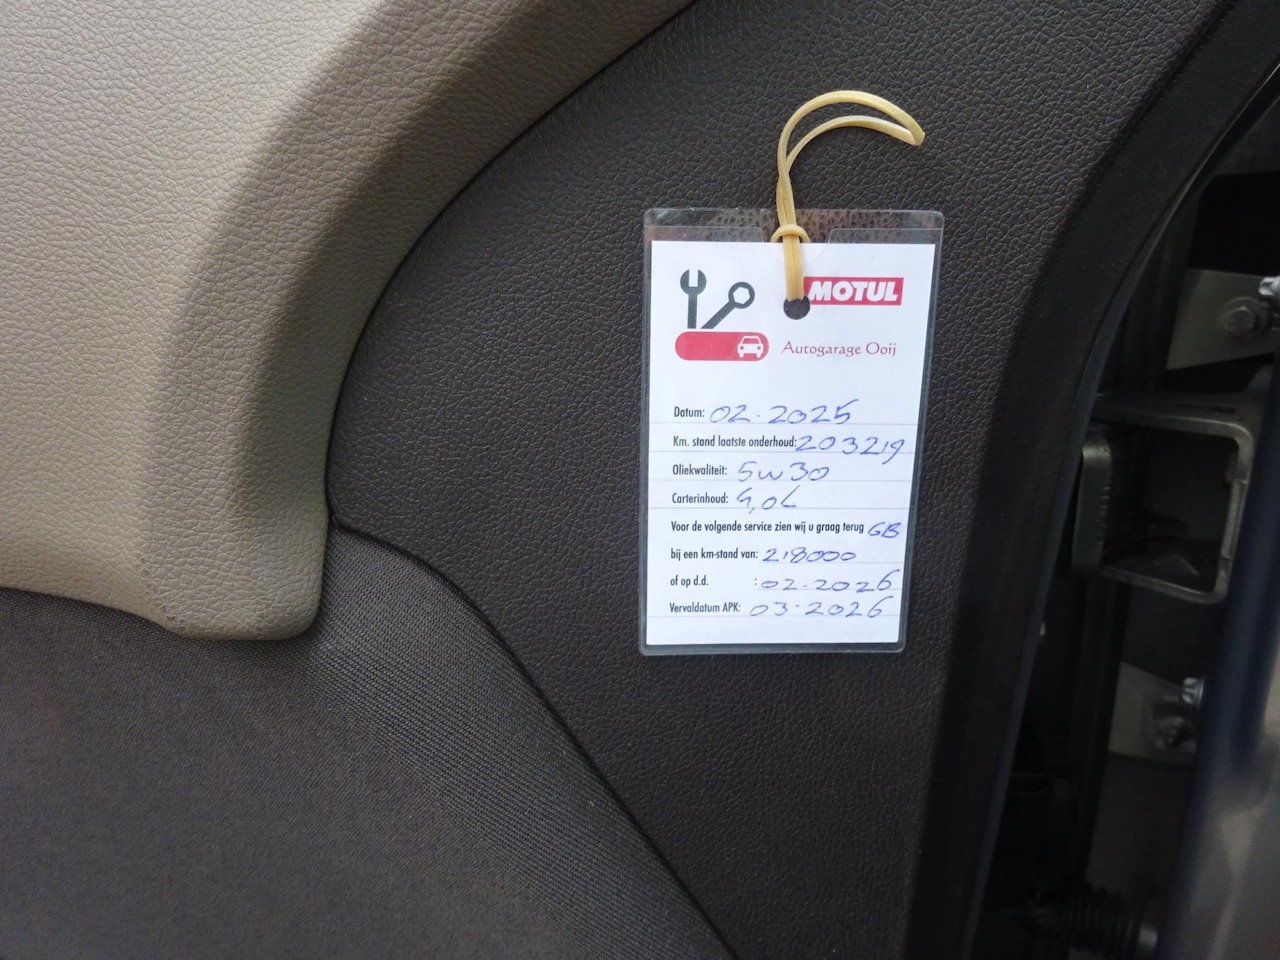 MOTUL
Autogarage Ooij
Datum: 02-2025
Km. stand laatste onderhoud: 203219
Oliekwaliteit: 5w30
Carterinhoud: 4,0L
Voor de volgende service zien wij u graag terug GB
bij een km-stand van: 218000
of op d.d. : 02-2026
Vervaldatum APK: 03-2026